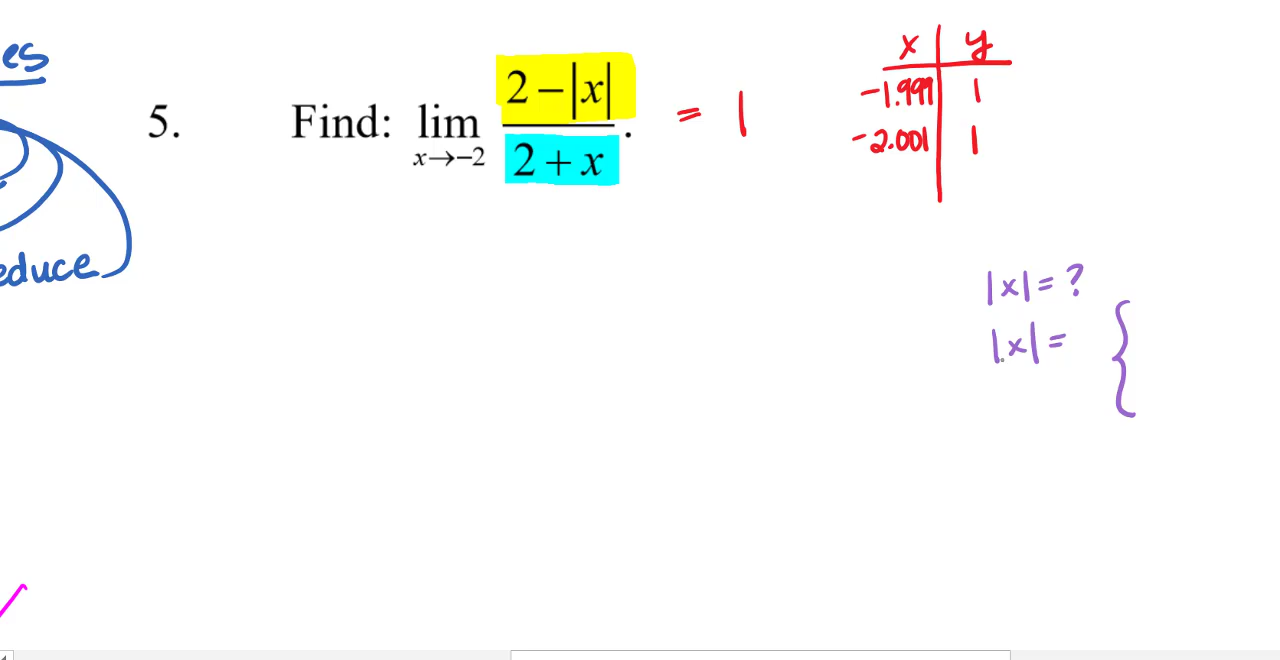 es
5. Find: lim x→-2 (2-|x|)/(2+x). = 1
educe
x | y
-1.999 | 1
-2.001 | 1
|x| = ?
|x| = {